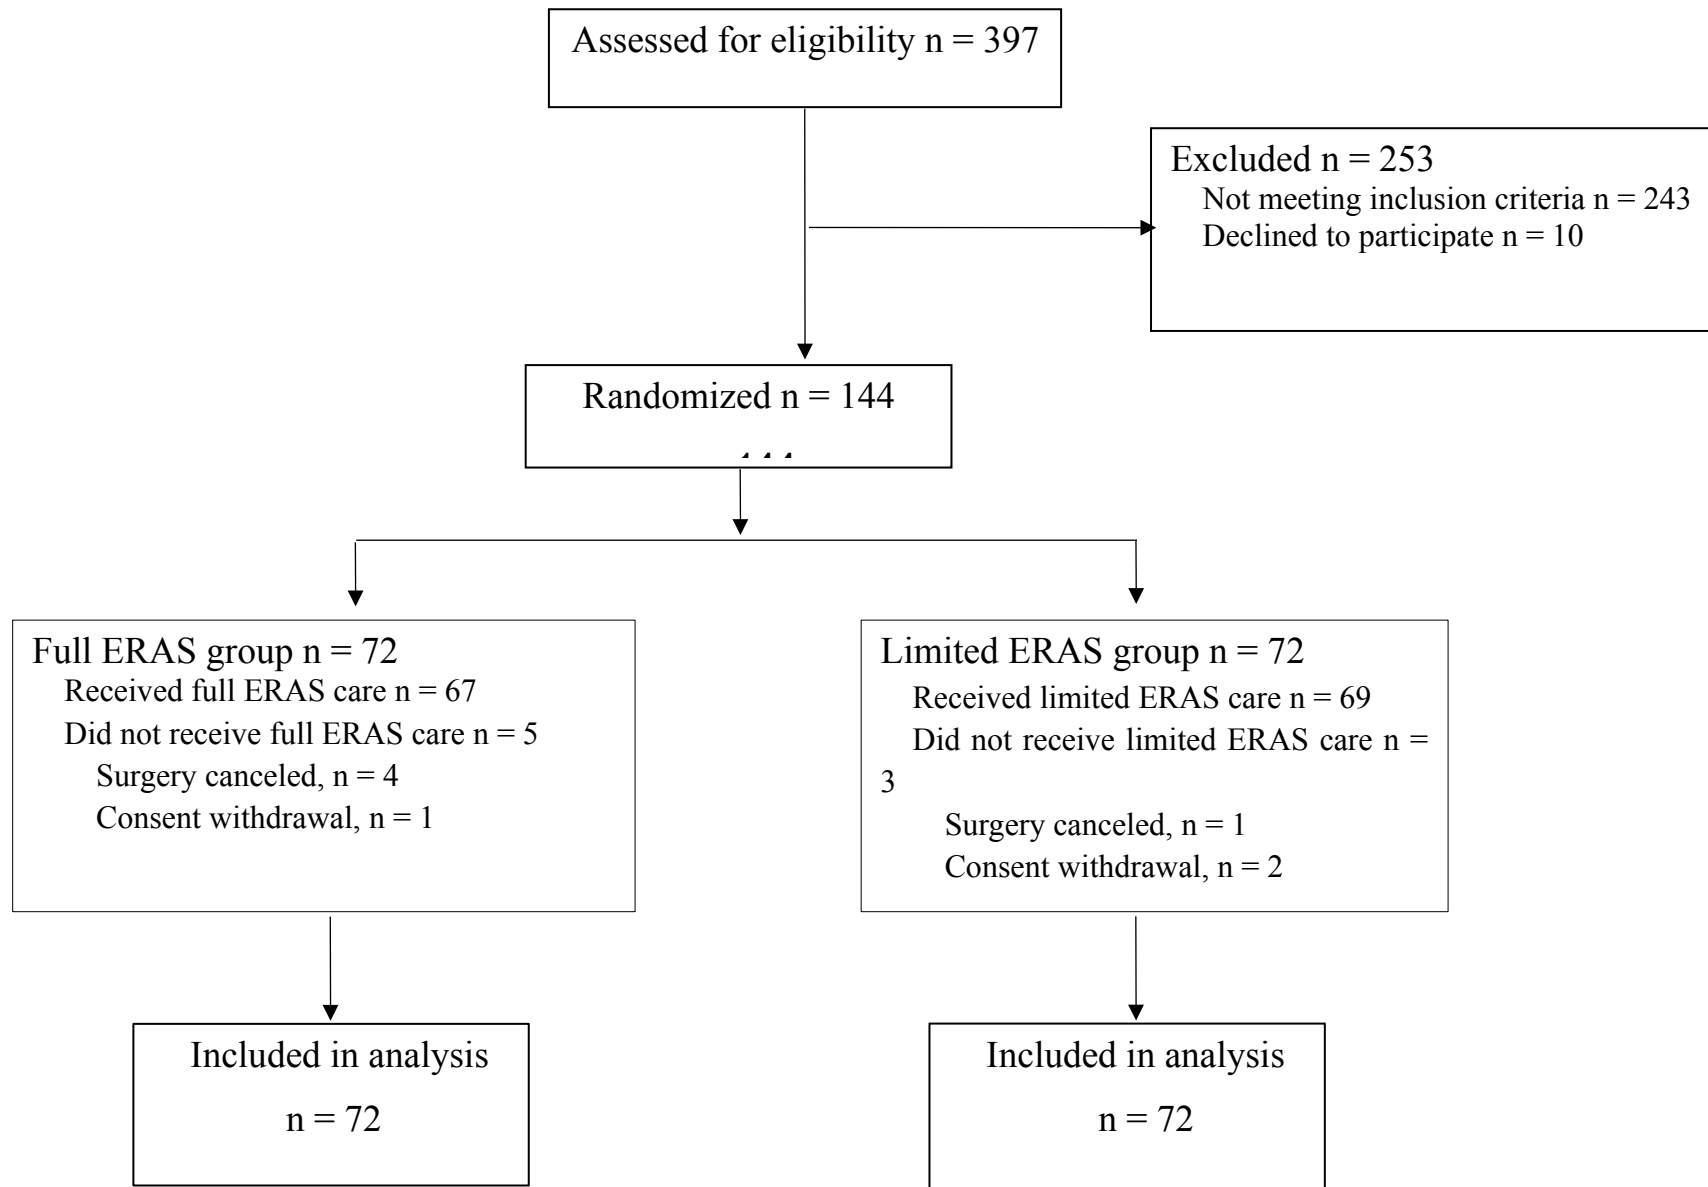 Assessed for eligibility n = 397
Excluded n = 253
Not meeting inclusion criteria n = 243
Declined to participate n = 10
Randomized n = 144
Full ERAS group n = 72
Received full ERAS care n = 67
Did not receive full ERAS care n = 5
Surgery canceled, n = 4
Consent withdrawal, n = 1
Limited ERAS group n = 72
Received limited ERAS care n = 69
Did not receive limited ERAS care n =
3
Surgery canceled, n = 1
Consent withdrawal, n = 2
Included in analysis
n = 72
Included in analysis
n = 72